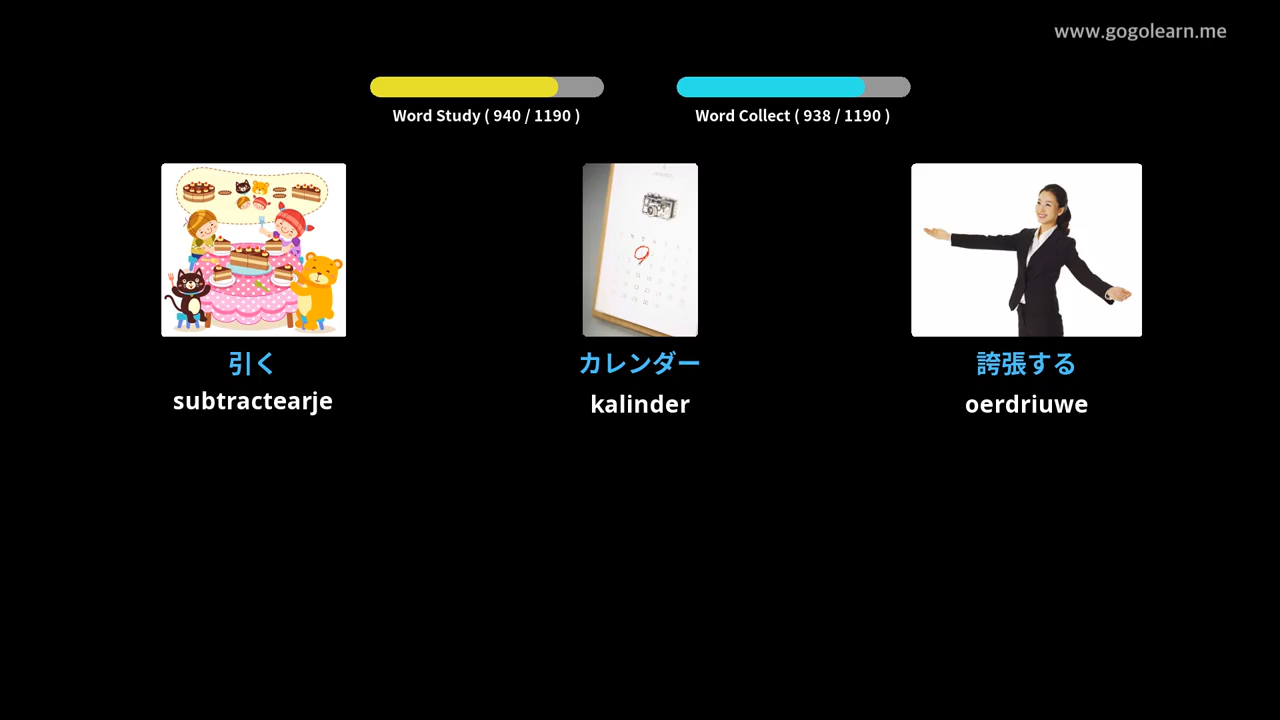 www.gogolearn.me
Word Study ( 940 / 1190 )
Word Collect ( 938 / 1190 )
引く
カレンダー
誇張する
subtractearje
kalinder
oerdriuwe